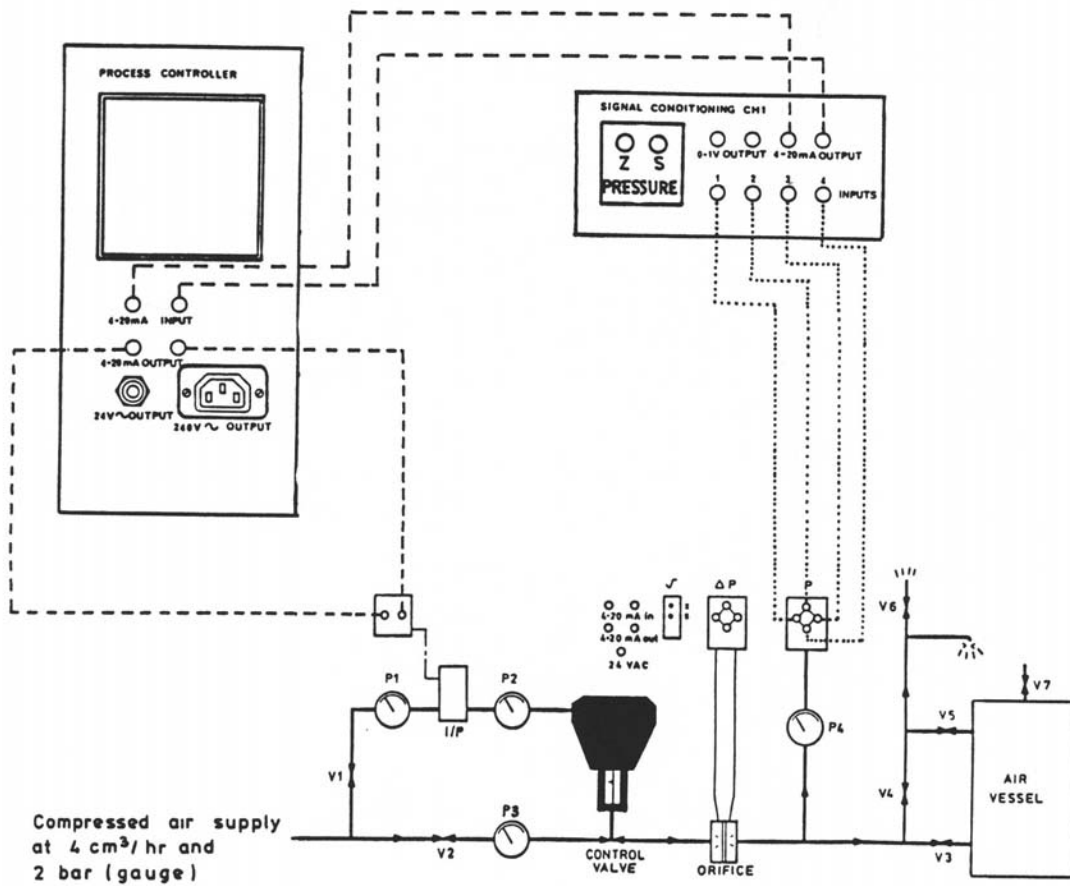 PROCESS CONTROLLER
4-20mA INPUT
4-20mA OUTPUT
24V~OUTPUT
240V~ OUTPUT
SIGNAL CONDITIONING CH1
Z S
PRESSURE
0-1V OUTPUT 4-20mA OUTPUT
1 2 3 4 INPUTS
√ ΔP P
4-20 mA in
4-20 mA out
24 VAC
V6
V7
P1 P2
I/P
P4
V5
V1
V4
AIR
VESSEL
P3
V2
CONTROL
VALVE
ORIFICE
V3
Compressed air supply
at 4 cm³/hr and
2 bar (gauge)